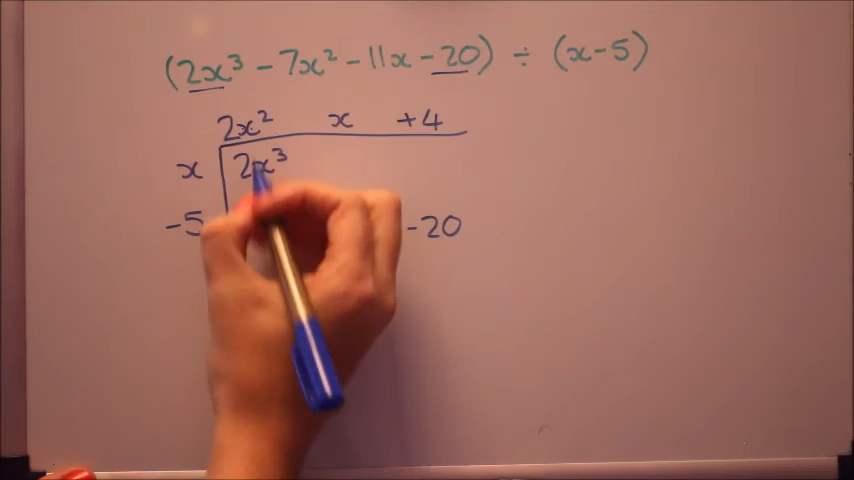 (2x³ - 7x² - 11x - 20) ÷ (x - 5)
2x² x +4
x 2x³
-5 -20